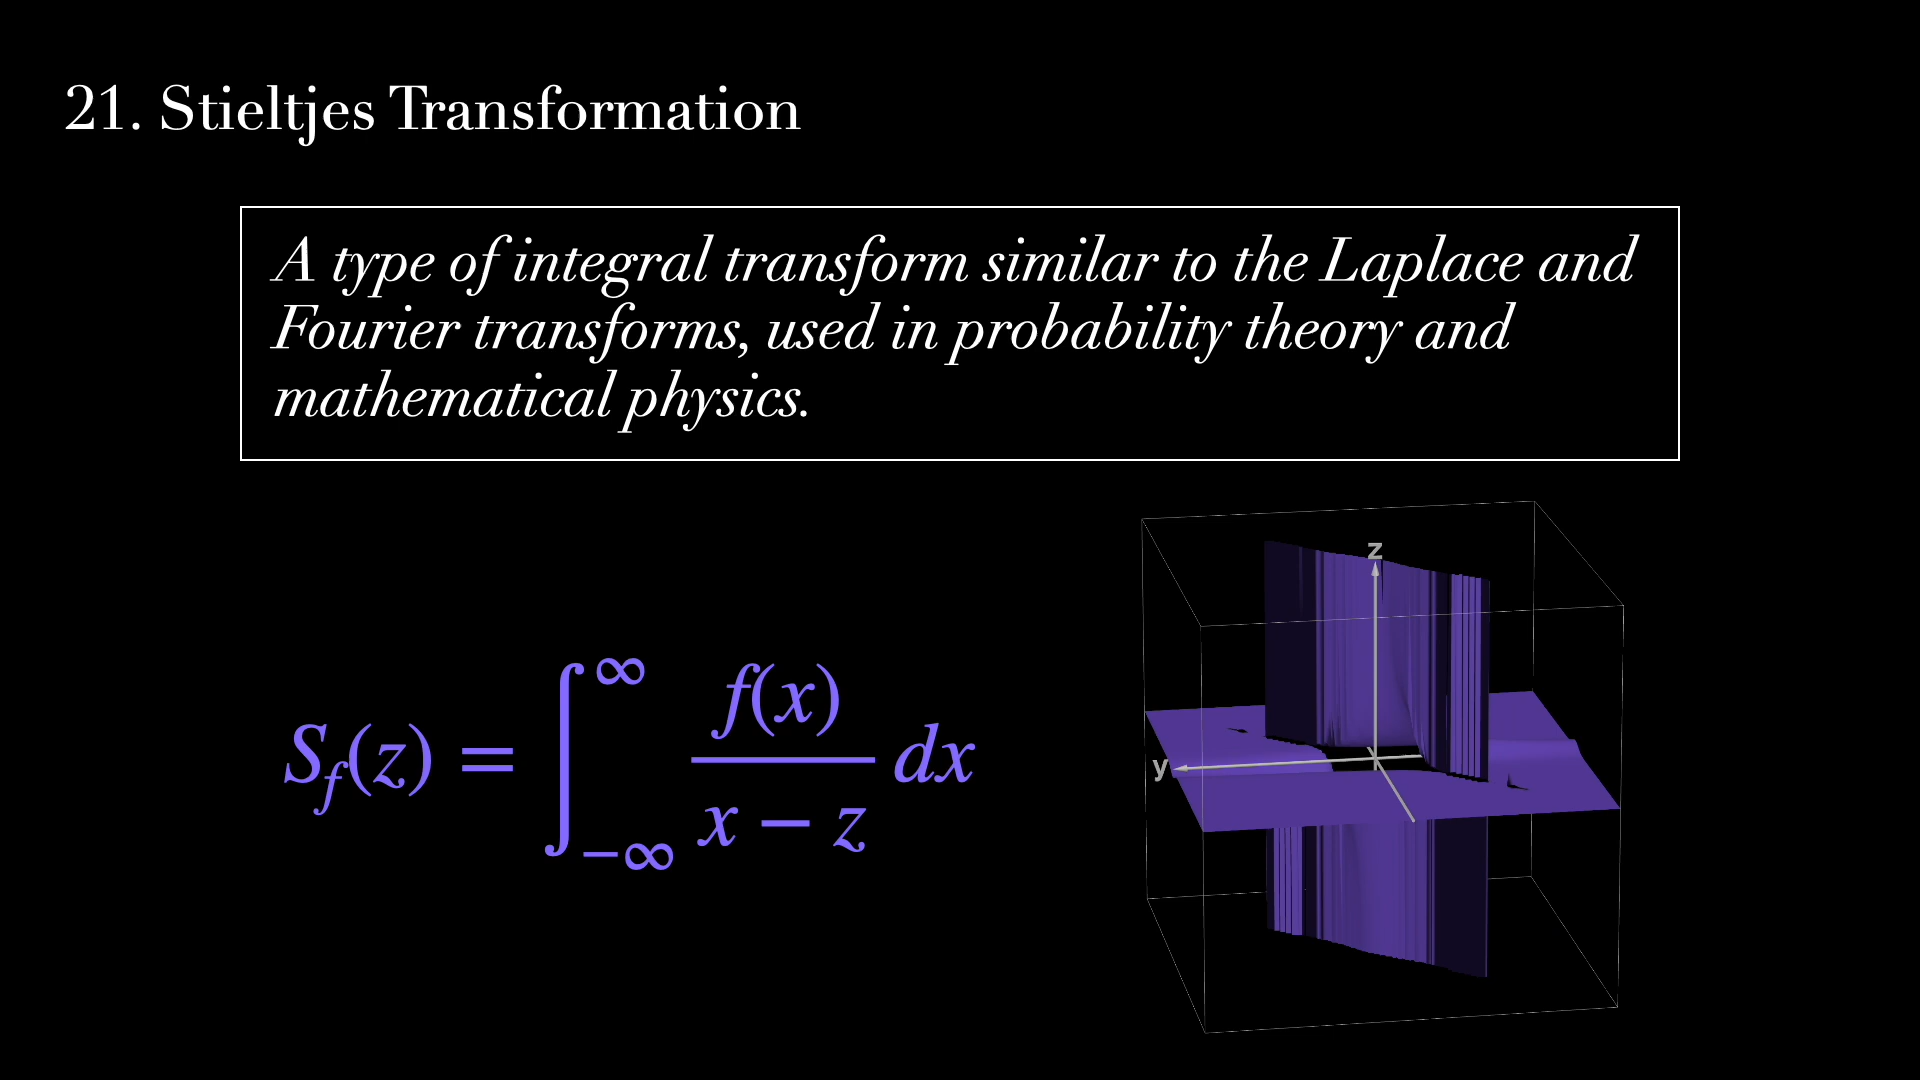 21. Stieltjes Transformation
A type of integral transform similar to the Laplace and
Fourier transforms, used in probability theory and
mathematical physics.
S_f(z) = ∫_{-∞}^{∞} f(x)/(x − z) dx
z
y